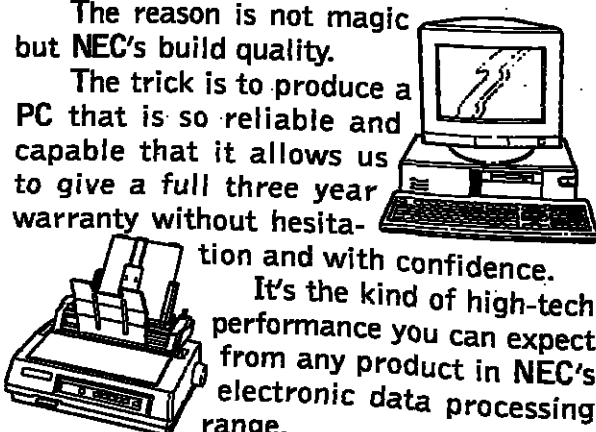 The reason is not magic
but NEC's build quality.
The trick is to produce a
PC that is so reliable and
capable that it allows us
to give a full three year
warranty without hesita-
tion and with confidence.
It's the kind of high-tech
performance you can expect
from any product in NEC's
electronic data processing
range.